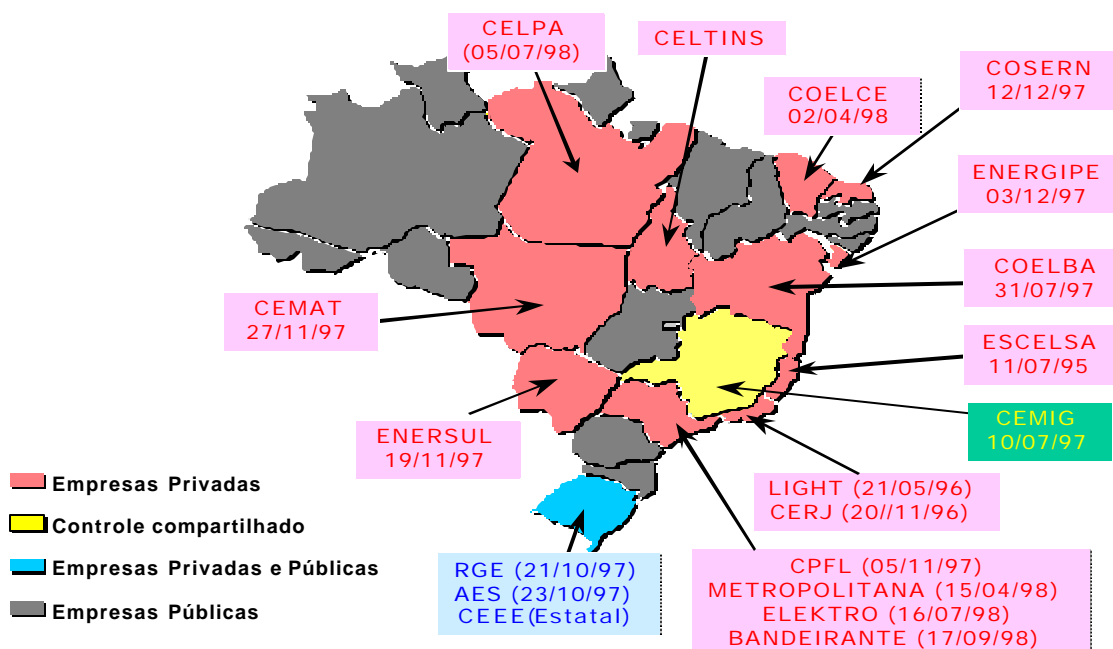 CELPA
(05/07/98)
CELTINS
COSERN
12/12/97
COELCE
02/04/98
ENERGIPE
03/12/97
COELBA
31/07/97
CEMAT
27/11/97
ESCELSA
11/07/95
CEMIG
10/07/97
ENERSUL
19/11/97
LIGHT (21/05/96)
CERJ (20//11/96)
Empresas Privadas
Controle compartilhado
Empresas Privadas e Públicas
Empresas Públicas
RGE (21/10/97)
AES (23/10/97)
CEEE(Estatal)
CPFL (05/11/97)
METROPOLITANA (15/04/98)
ELEKTRO (16/07/98)
BANDEIRANTE (17/09/98)